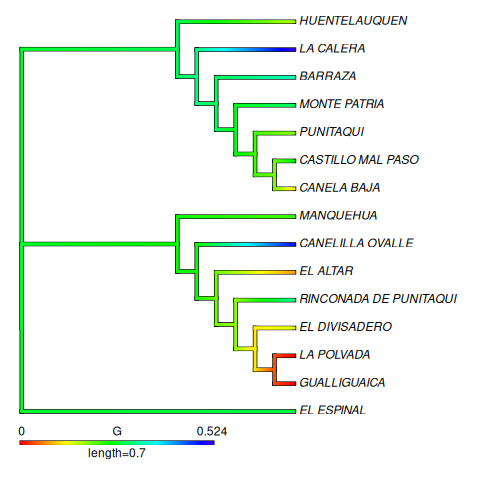 HUENTELAUQUEN
LA CALERA
BARRAZA
MONTE PATRIA
PUNITAQUI
CASTILLO MAL PASO
CANELA BAJA
MANQUEHUA
CANELILLA OVALLE
EL ALTAR
RINCONADA DE PUNITAQUI
EL DIVISADERO
LA POLVADA
GUALLIGUAICA
EL ESPINAL
0 G 0.524
length=0.7